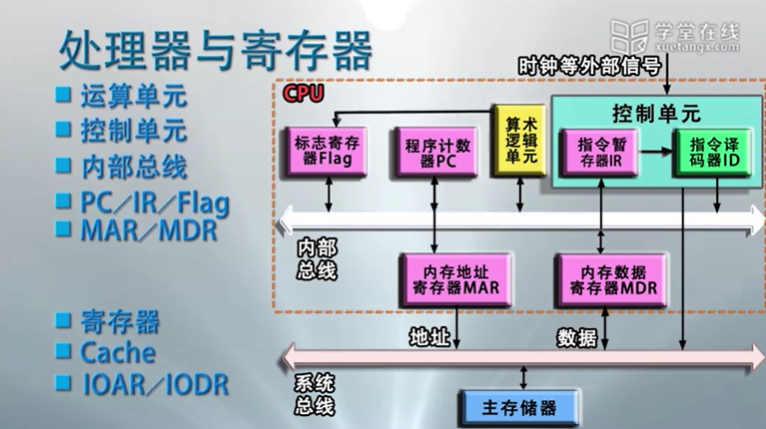 处理器与寄存器
学堂在线
xuetangx.com
运算单元
控制单元
内部总线
PC/IR/Flag
MAR/MDR
寄存器
Cache
IOAR/IODR
时钟等外部信号
CPU
标志寄存
器Flag
程序计数
器PC
算术
逻辑
单元
控制单元
指令暂
存器IR
指令译
码器ID
内部
总线
内存地址
寄存器MAR
内存数据
寄存器MDR
地址
数据
系统
总线
主存储器